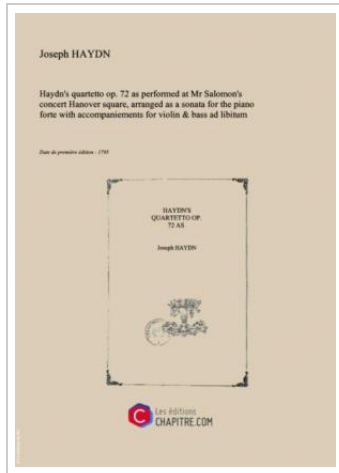 Joseph HAYDN
Haydn's quartetto op. 72 as performed at Mr Salomon's
concert Hanover square, arranged as a sonata for the piano
forte with accompaniements for violin & bass ad libitum
Date de première édition : 1795
HAYDN'S
QUARTETTO OP.
72 AS
Joseph HAYDN
Les éditions
CHAPITRE.COM